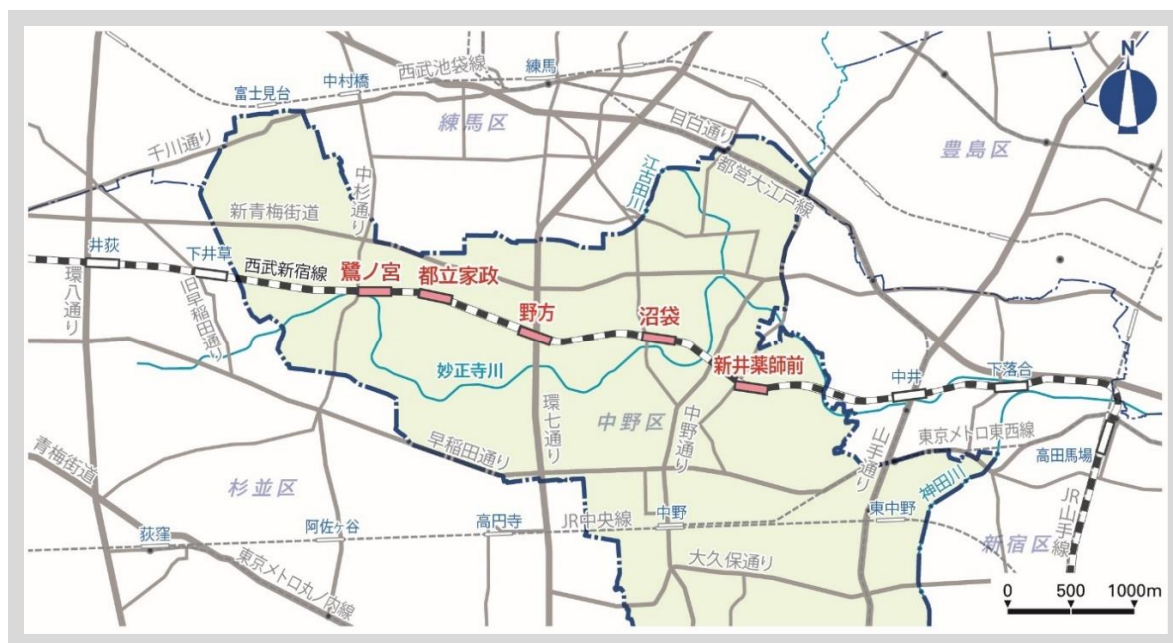 西武池袋線
練馬
中村橋
富士見台
練馬区
目白通り
豊島区
N
千川通り
中杉通り
江古田川
都営大江戸線
新青梅街道
井荻
下井草
西武新宿線
鷺ノ宮
都立家政
野方
沼袋
新井薬師前
中井
下落合
環八通り
旧早稲田通り
妙正寺川
環七通り
中野区
中野通り
山手通り
東京メトロ東西線
高田馬場
早稲田通り
神田川
青梅街道
杉並区
荻窪
阿佐ヶ谷
高円寺
JR中央線
中野
東中野
新宿区
JR山手線
大久保通り
東京メトロ丸ノ内線
0 500 1000m